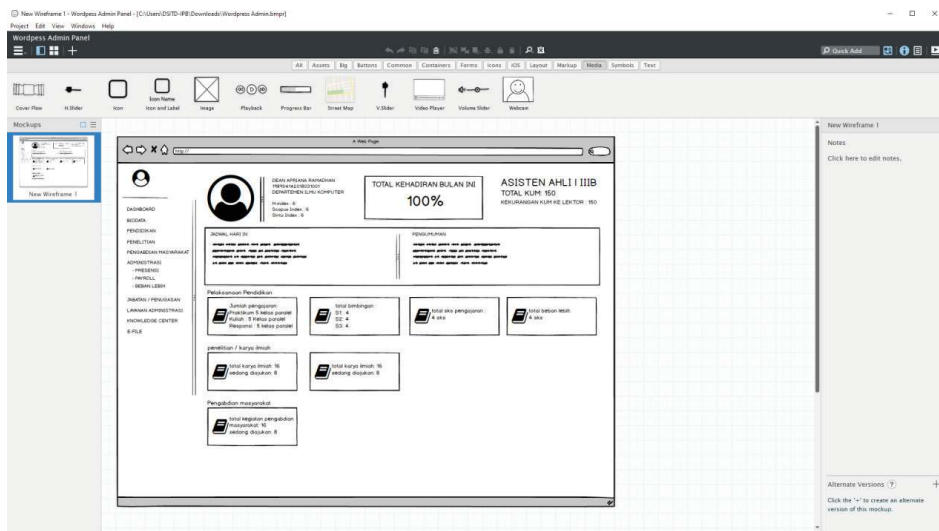 New Wireframe 1 - Wordpess Admin Panel - [C:\Users\DSITD-IPB\Downloads\Wordpress Admin.bmpr]
Project Edit View Windows Help
Wordpess Admin Panel
Quick Add
All Assets Big Buttons Common Containers Forms Icons iOS Layout Markup Media Symbols Text
Icon Name
Cover Flow H.Slider Icon Icon and Label Image Playback Progress Bar Street Map V.Slider Video Player Volume Slider Webcam
Mockups
New Wireframe 1
A Web Page
http://
DASHBOARD
BIODATA
PENDIDIKAN
PENELITIAN
PENGABDIAN MASYARAKAT
ADMINISTRASI
- PRESENSI
- PAYROLL
- BEBAN LEBIH
JABATAN / PENUGASAN
LAYANAN ADMINISTRASI
KNOWLEDGE CENTER
E-FILE
DEAN APRIANA RAMADHAN
DEPARTEMEN ILMU KOMPUTER
H-index : 6
Scopus Index : 6
Sinta Index : 6
TOTAL KEHADIRAN BULAN INI
100%
ASISTEN AHLI I IIIB
TOTAL KUM: 150
KEKURANGAN KUM KE LEKTOR : 150
JADWAL HARI INI
PENGUMUMAN
Pelaksanaan Pendidikan
Jumlah pengajaran:
Praktikum 5 kelas paralel
Kuliah : 5 Kelas paralel
Responsi : 5 kelas paralel
total bimbingan:
S1: 4
S2: 4
S3: 4
total sks pengajaran :
4 sks
total beban lebih:
4 sks
penelitian / karya ilmiah
total karya ilmiah: 16
sedang diajukan: 8
total karya ilmiah: 16
sedang diajukan: 8
Pengabdian masyarakat
total kegiatan pengabdian
masyarakat: 16
sedang diajukan: 8
New Wireframe 1
Notes
Click here to edit notes.
Alternate Versions ? +
Click the '+' to create an alternate
version of this mockup.